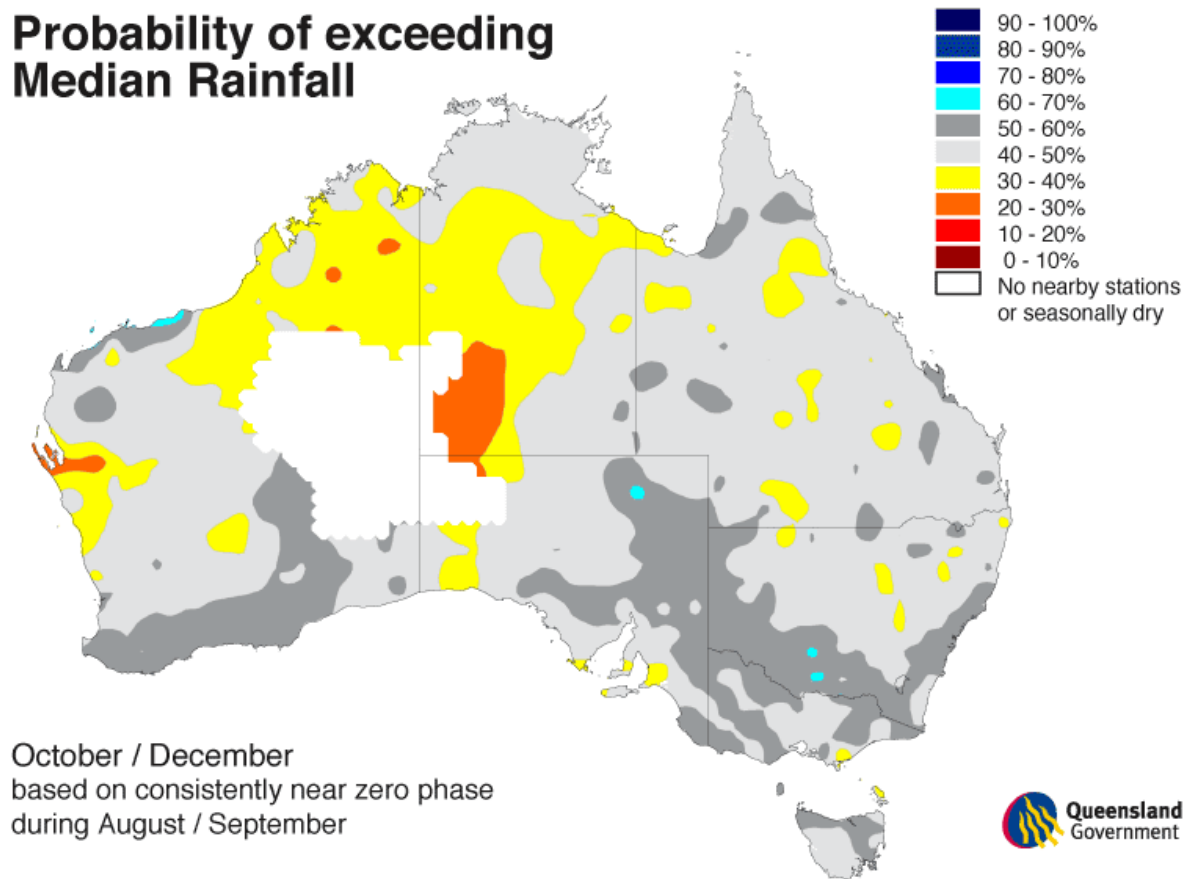 Probability of exceeding
Median Rainfall
90 - 100%
80 - 90%
70 - 80%
60 - 70%
50 - 60%
40 - 50%
30 - 40%
20 - 30%
10 - 20%
0 - 10%
No nearby stations
or seasonally dry
October / December
based on consistently near zero phase
during August / September
Queensland
Government